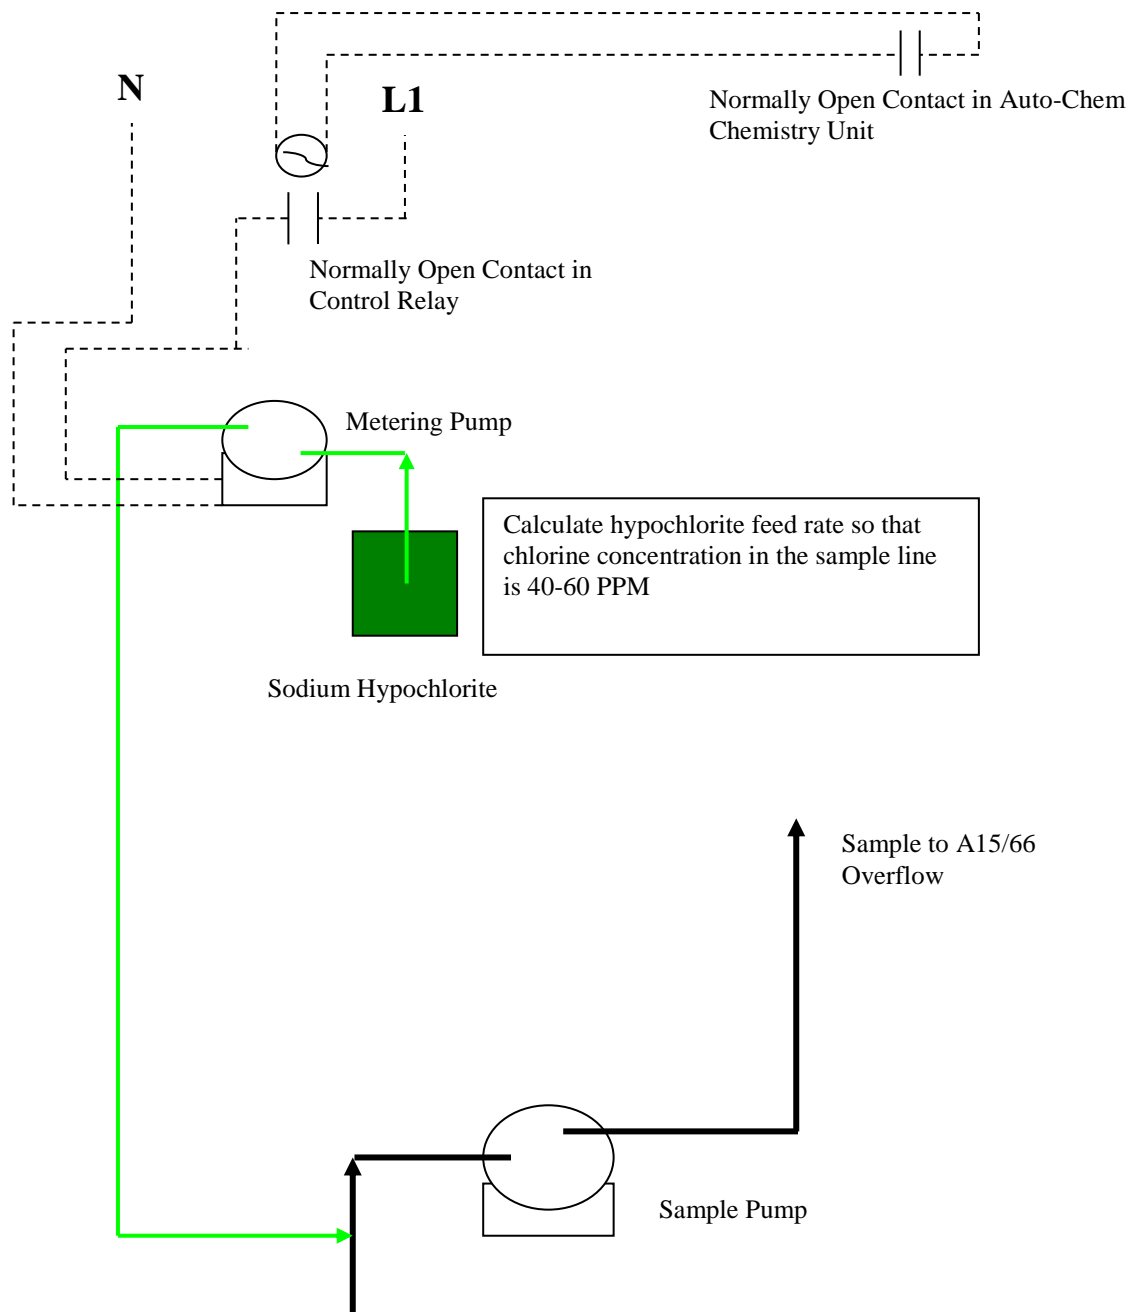 N
L1
Normally Open Contact in Auto-Chem
Chemistry Unit
Normally Open Contact in
Control Relay
Metering Pump
Calculate hypochlorite feed rate so that
chlorine concentration in the sample line
is 40-60 PPM
Sodium Hypochlorite
Sample to A15/66
Overflow
Sample Pump